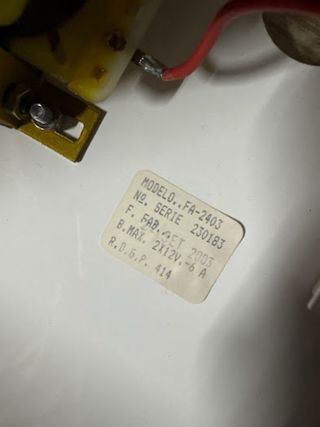 MODELO..FA-2403
Nº. SERIE 230183
F. FAB.. SET 2003
B.MAX. 2X12V.-6 A
R.D.G.P. 414